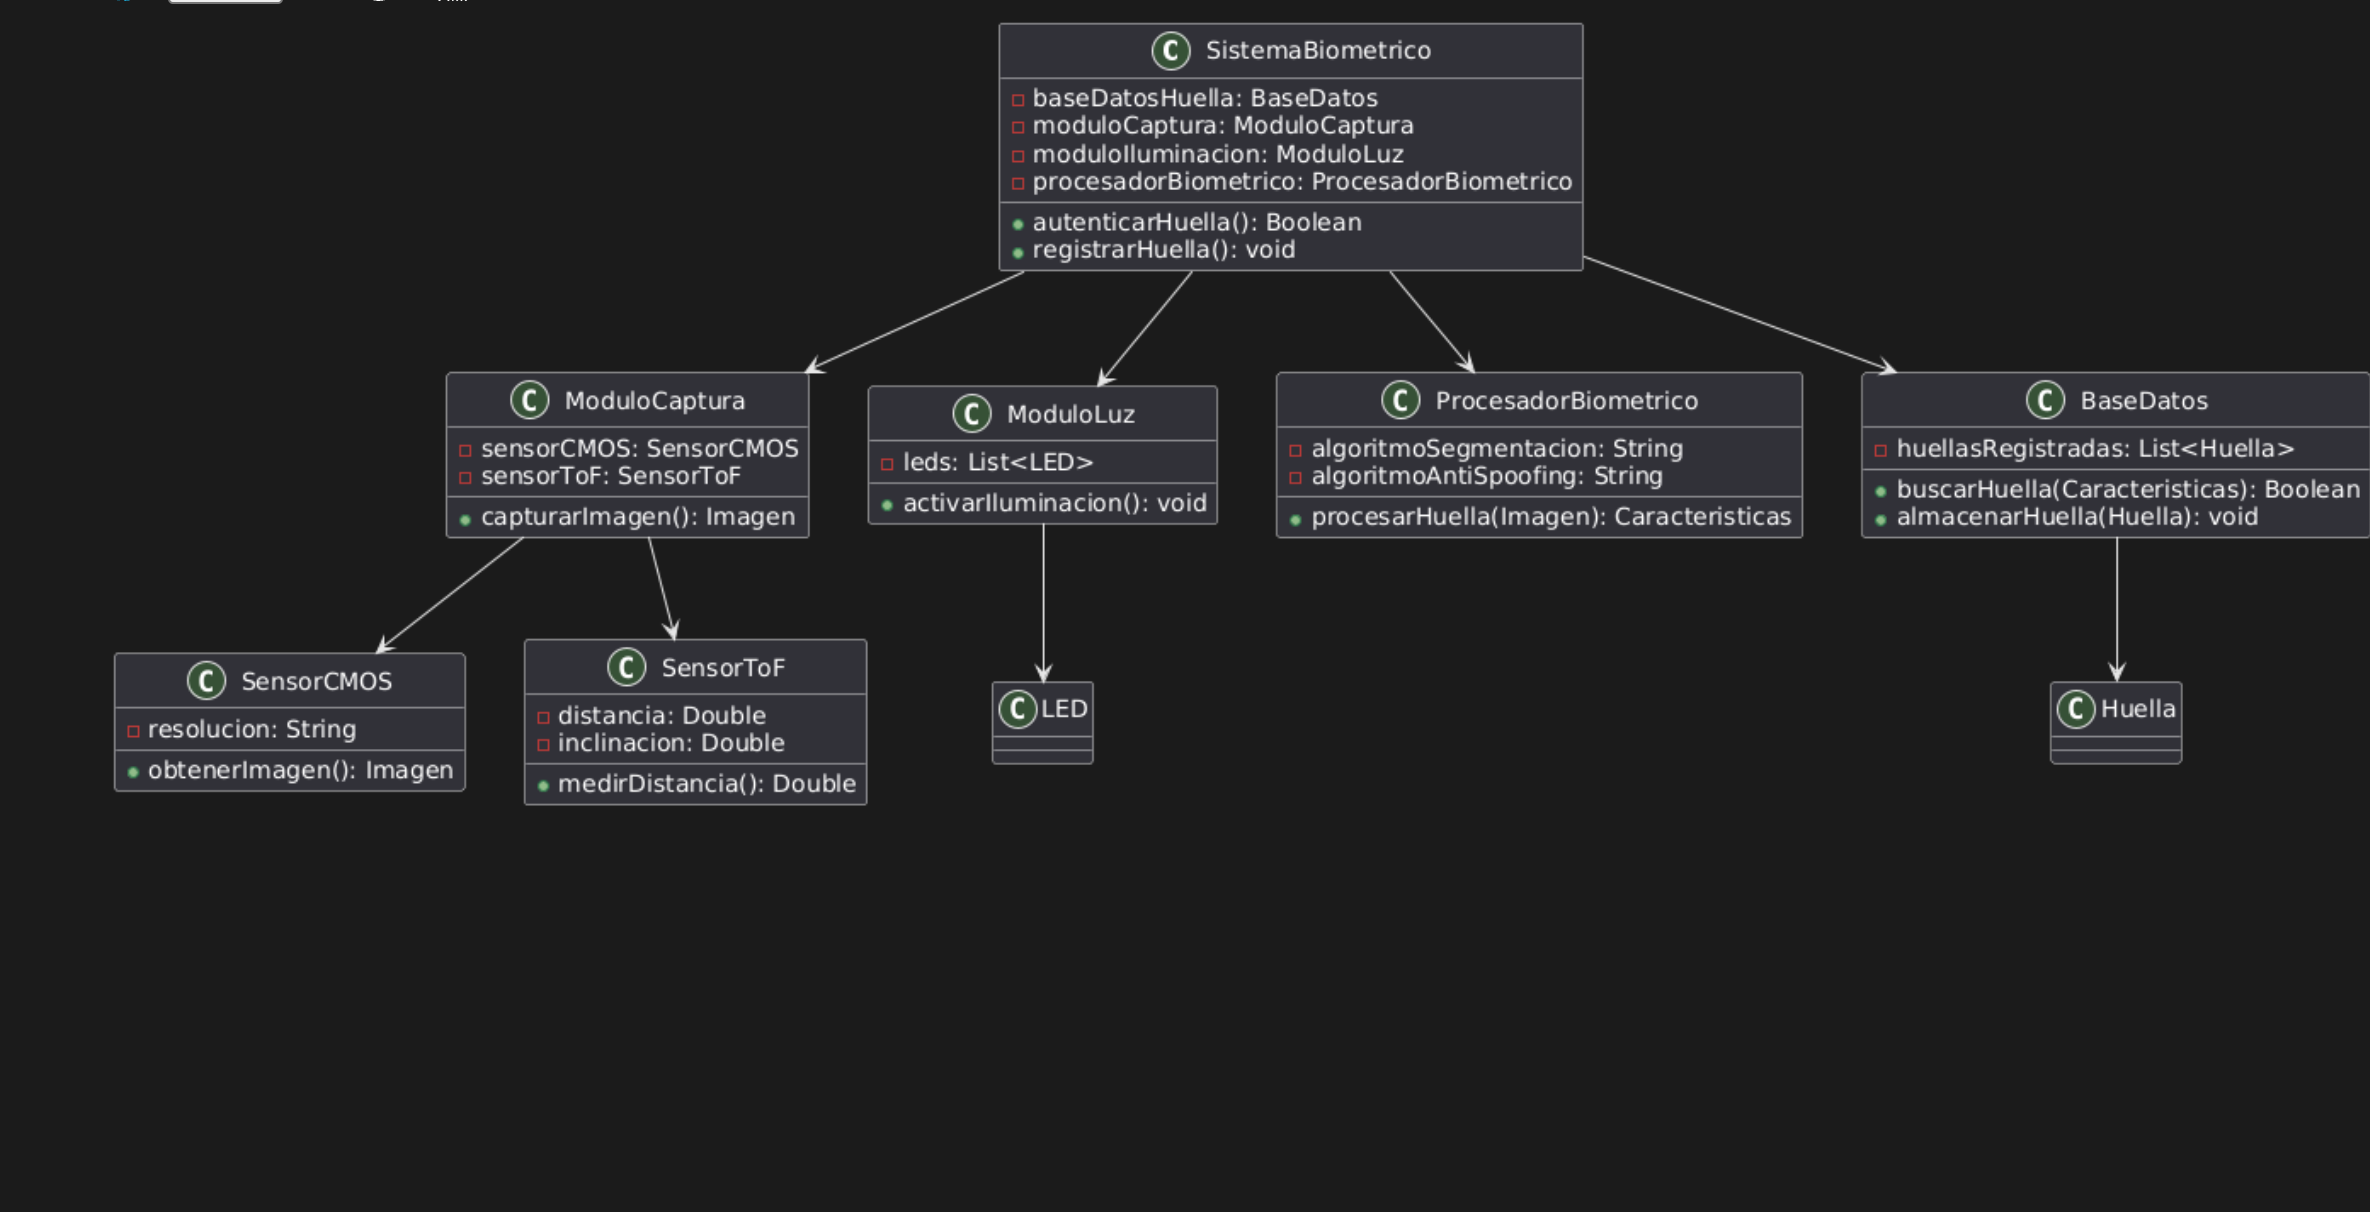 C SistemaBiometrico
baseDatosHuella: BaseDatos
moduloCaptura: ModuloCaptura
moduloIluminacion: ModuloLuz
procesadorBiometrico: ProcesadorBiometrico
autenticarHuella(): Boolean
registrarHuella(): void
C ModuloCaptura
sensorCMOS: SensorCMOS
sensorToF: SensorToF
capturarImagen(): Imagen
C ModuloLuz
leds: List<LED>
activarIluminacion(): void
C ProcesadorBiometrico
algoritmoSegmentacion: String
algoritmoAntiSpoofing: String
procesarHuella(Imagen): Caracteristicas
C BaseDatos
huellasRegistradas: List<Huella>
buscarHuella(Caracteristicas): Boolean
almacenarHuella(Huella): void
C SensorCMOS
resolucion: String
obtenerImagen(): Imagen
C SensorToF
distancia: Double
inclinacion: Double
medirDistancia(): Double
C LED
C Huella